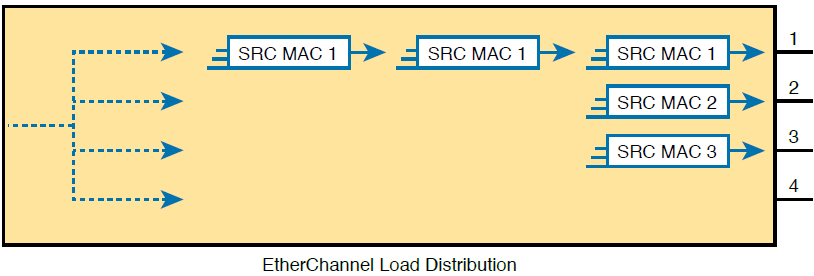 SRC MAC 1 SRC MAC 1 SRC MAC 1 1
SRC MAC 2 2
SRC MAC 3 3
4
EtherChannel Load Distribution